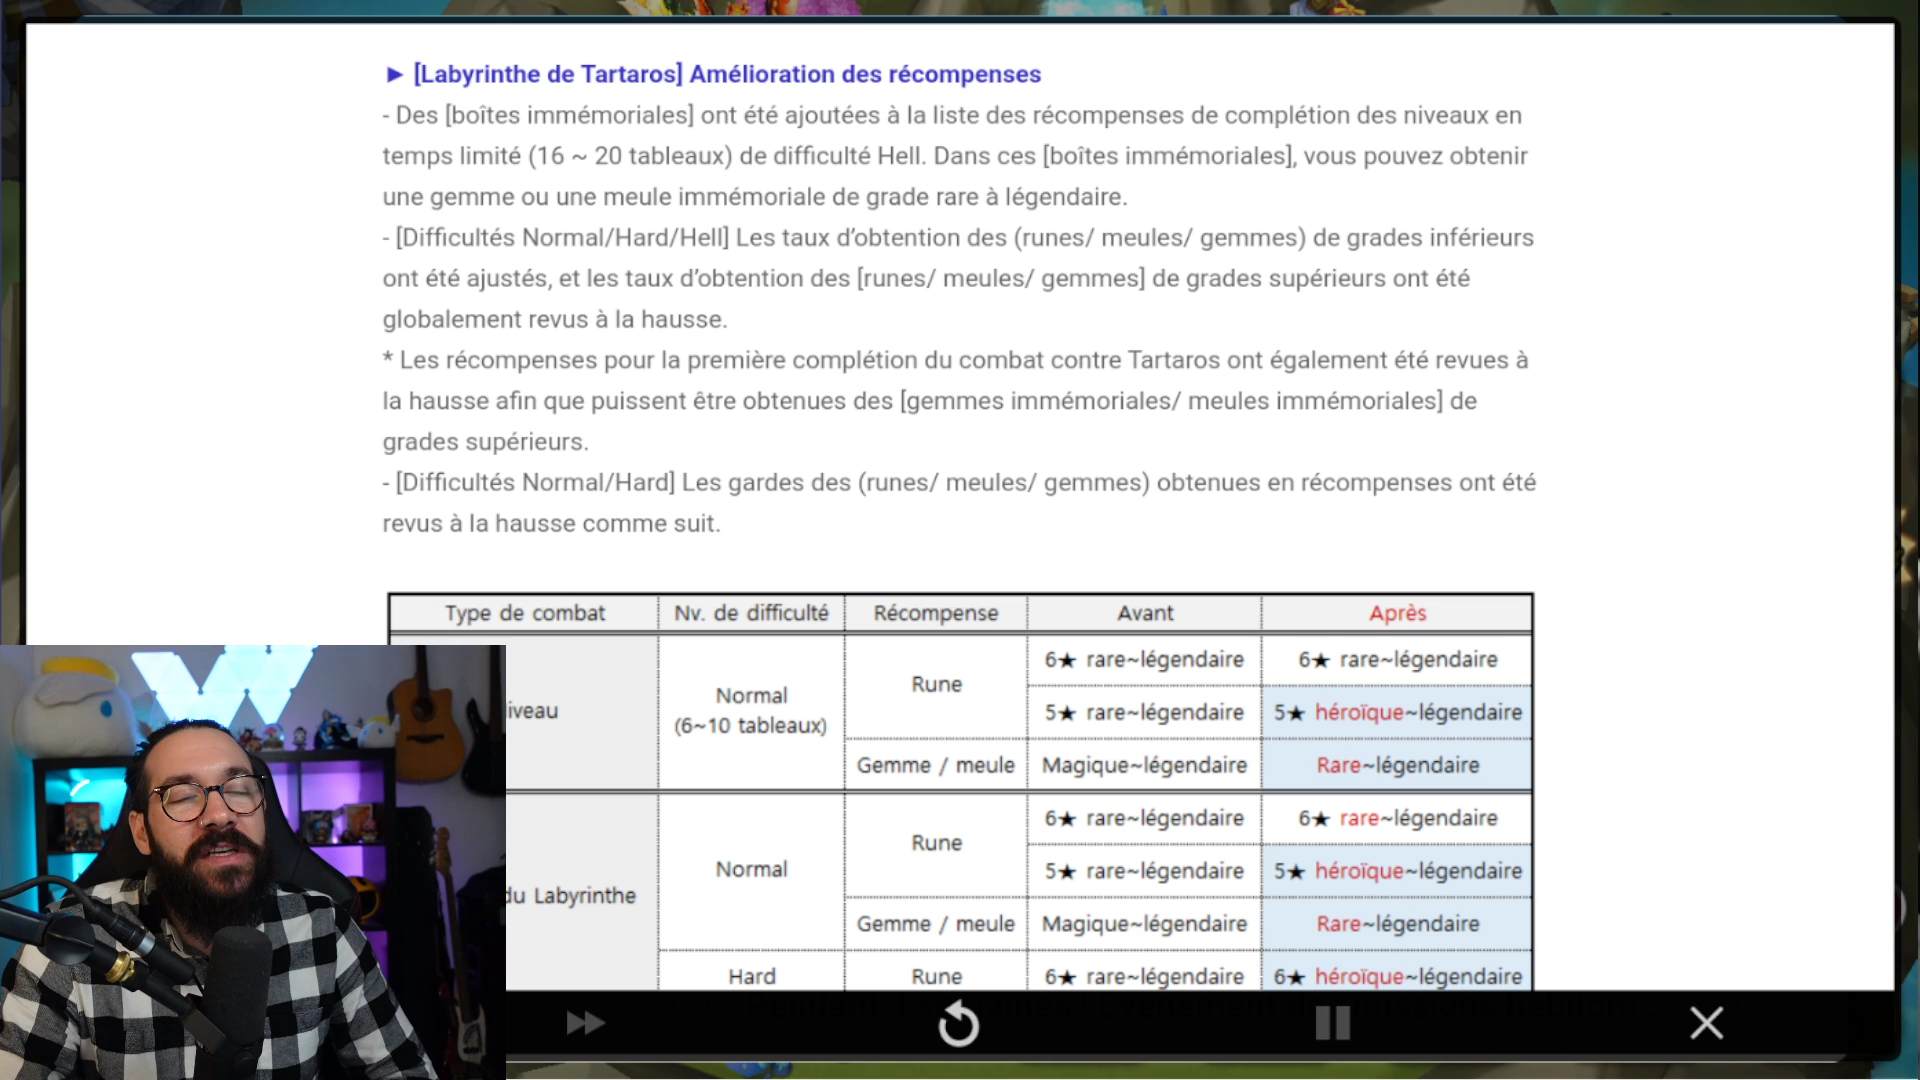 ► [Labyrinthe de Tartaros] Amélioration des récompenses
- Des [boîtes immémoriales] ont été ajoutées à la liste des récompenses de complétion des niveaux en
temps limité (16 ~ 20 tableaux) de difficulté Hell. Dans ces [boîtes immémoriales], vous pouvez obtenir
une gemme ou une meule immémoriale de grade rare à légendaire.
- [Difficultés Normal/Hard/Hell] Les taux d’obtention des (runes/ meules/ gemmes) de grades inférieurs
ont été ajustés, et les taux d’obtention des [runes/ meules/ gemmes] de grades supérieurs ont été
globalement revus à la hausse.
* Les récompenses pour la première complétion du combat contre Tartaros ont également été revues à
la hausse afin que puissent être obtenues des [gemmes immémoriales/ meules immémoriales] de
grades supérieurs.
- [Difficultés Normal/Hard] Les gardes des (runes/ meules/ gemmes) obtenues en récompenses ont été
revus à la hausse comme suit.
Type de combat Nv. de difficulté Récompense Avant Après
iveau Normal
(6~10 tableaux) Rune 6★ rare~légendaire 6★ rare~légendaire
5★ rare~légendaire 5★ héroïque~légendaire
Gemme / meule Magique~légendaire Rare~légendaire
du Labyrinthe Normal Rune 6★ rare~légendaire 6★ rare~légendaire
5★ rare~légendaire 5★ héroïque~légendaire
Gemme / meule Magique~légendaire Rare~légendaire
Hard Rune 6★ rare~légendaire 6★ héroïque~légendaire